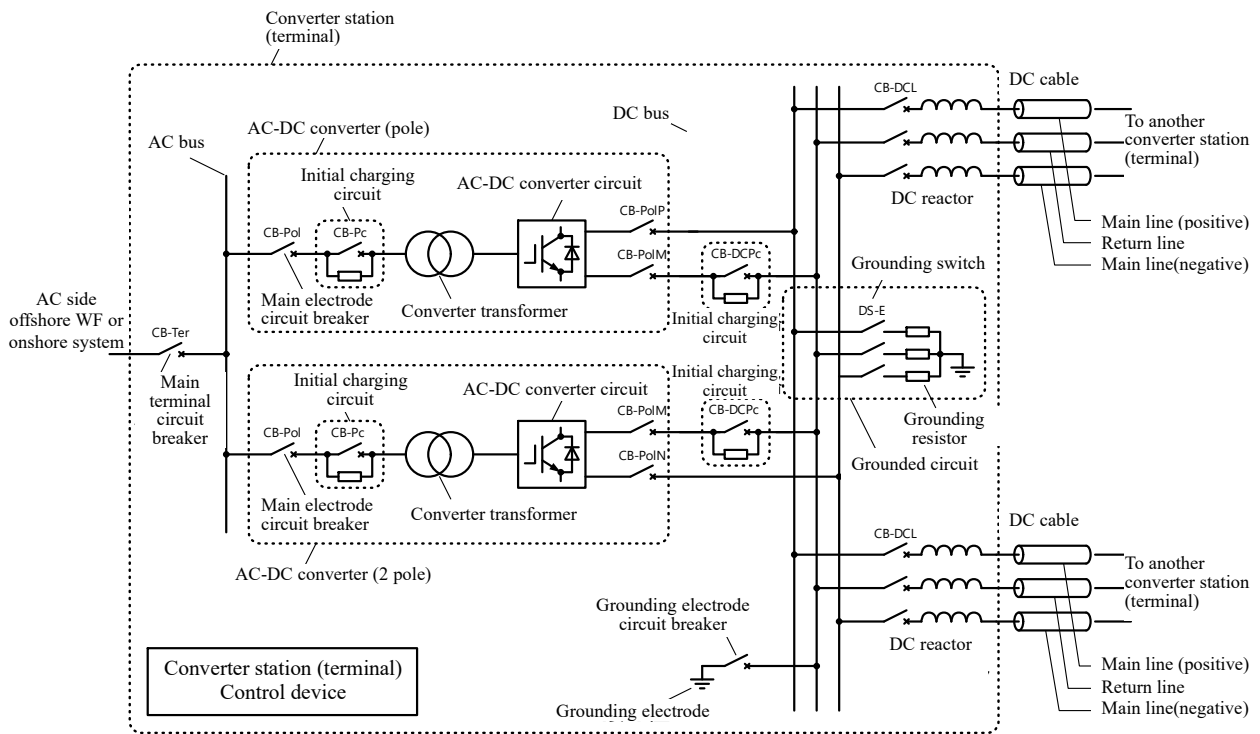 Converter station
(terminal)
DC cable
CB-DCL
To another
converter station
(terminal)
DC bus
AC-DC converter (pole)
AC bus
Initial charging
circuit
AC-DC converter circuit
DC reactor
CB-PolP
CB-Pol
CB-Pc
CB-PolM
CB-DCPc
Main line (positive)
Return line
Main line(negative)
Grounding switch
Main electrode
circuit breaker
Converter transformer
Initial charging
circuit
DS-E
AC side
offshore WF or
onshore system
CB-Ter
Main
terminal
circuit
breaker
Initial charging
circuit
AC-DC converter circuit
Initial charging
circuit
CB-PolM
CB-DCPc
Grounding
resistor
CB-Pol
CB-Pc
CB-PolN
Grounded circuit
Main electrode
circuit breaker
Converter transformer
DC cable
CB-DCL
AC-DC converter (2 pole)
To another
converter station
(terminal)
Grounding electrode
circuit breaker
DC reactor
Converter station (terminal)
Control device
Main line (positive)
Return line
Main line(negative)
Grounding electrode